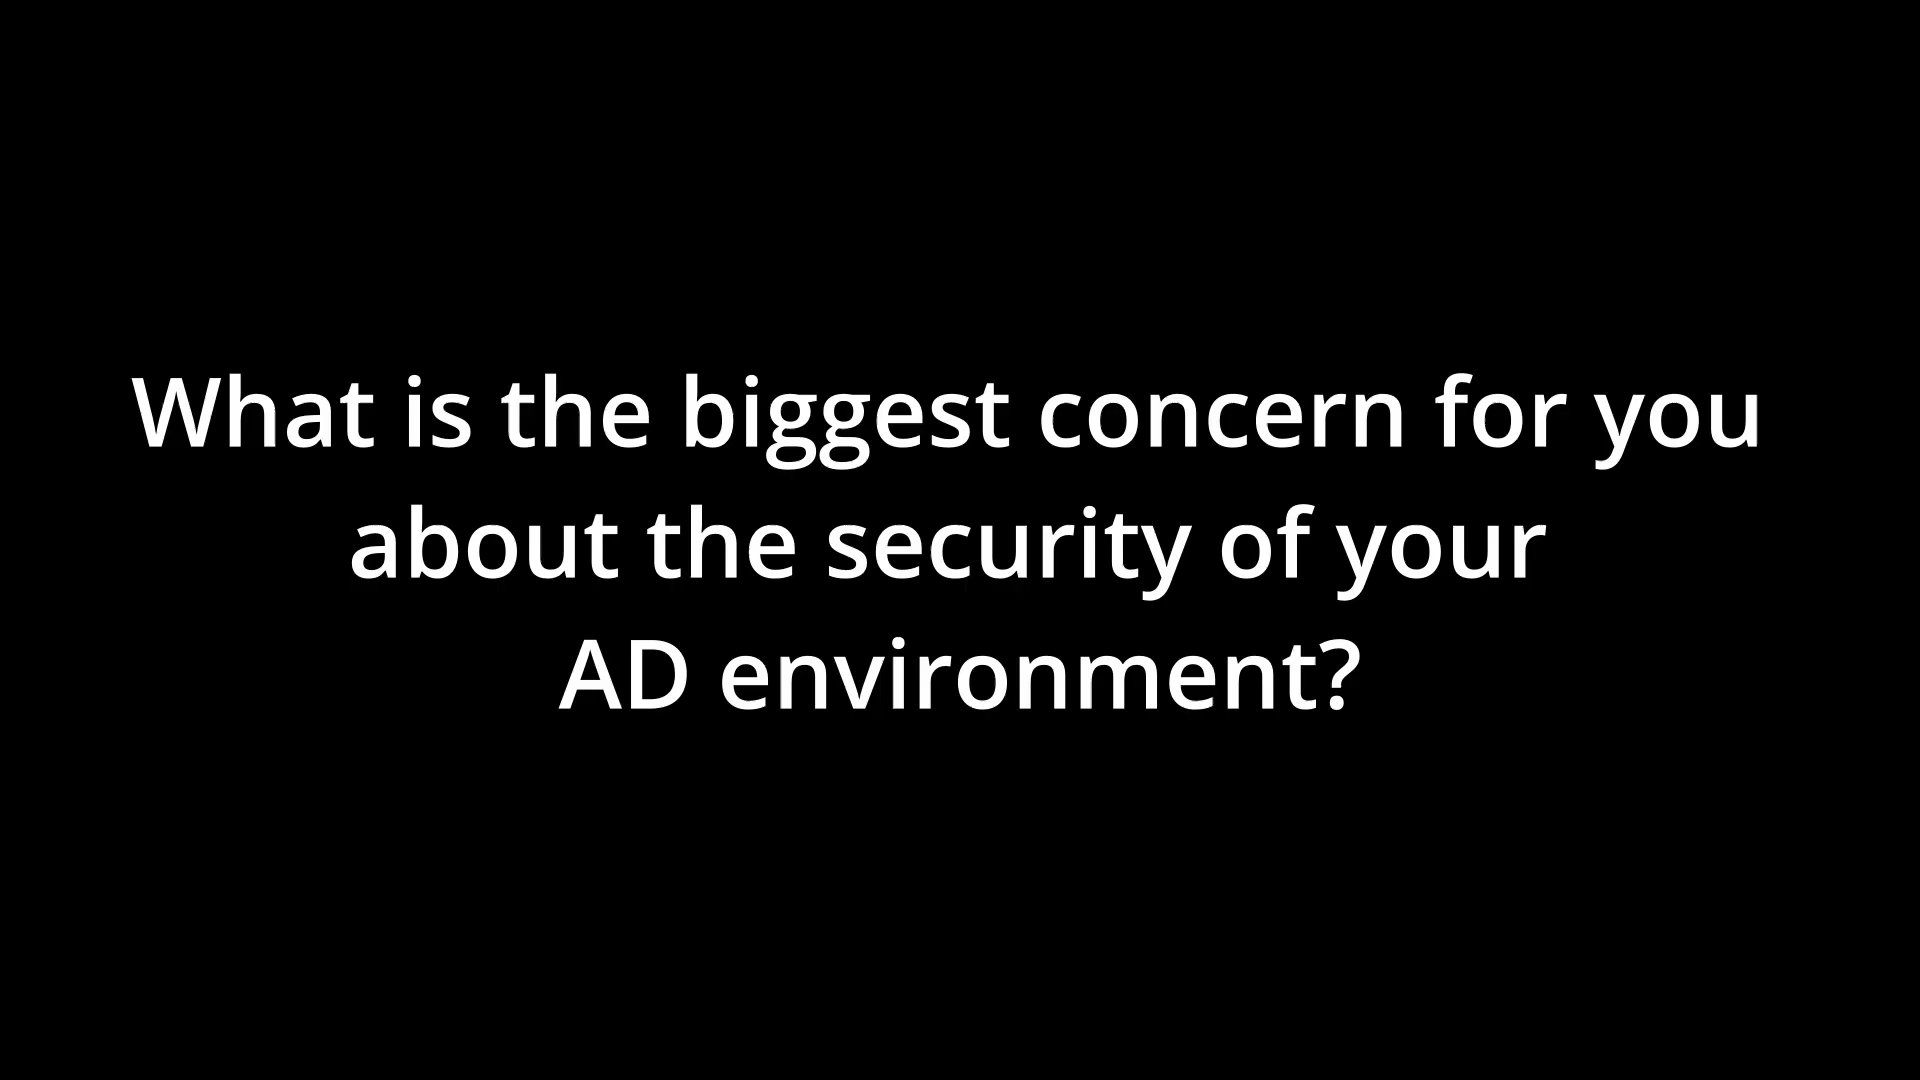 What is the biggest concern for you
about the security of your
AD environment?